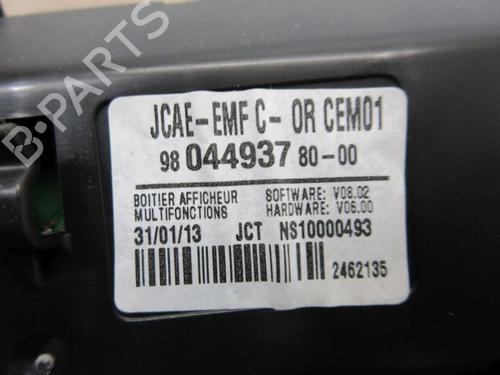 JCAE-EMF C- OR CEM01
98 044937 80-00
BOITIER AFFICHEUR SOFTWARE: V08.02
MULTIFONCTIONS HARDWARE: V06.00
31/01/13 JCT NS10000493
2462135
B-PARTS
B-PARTS